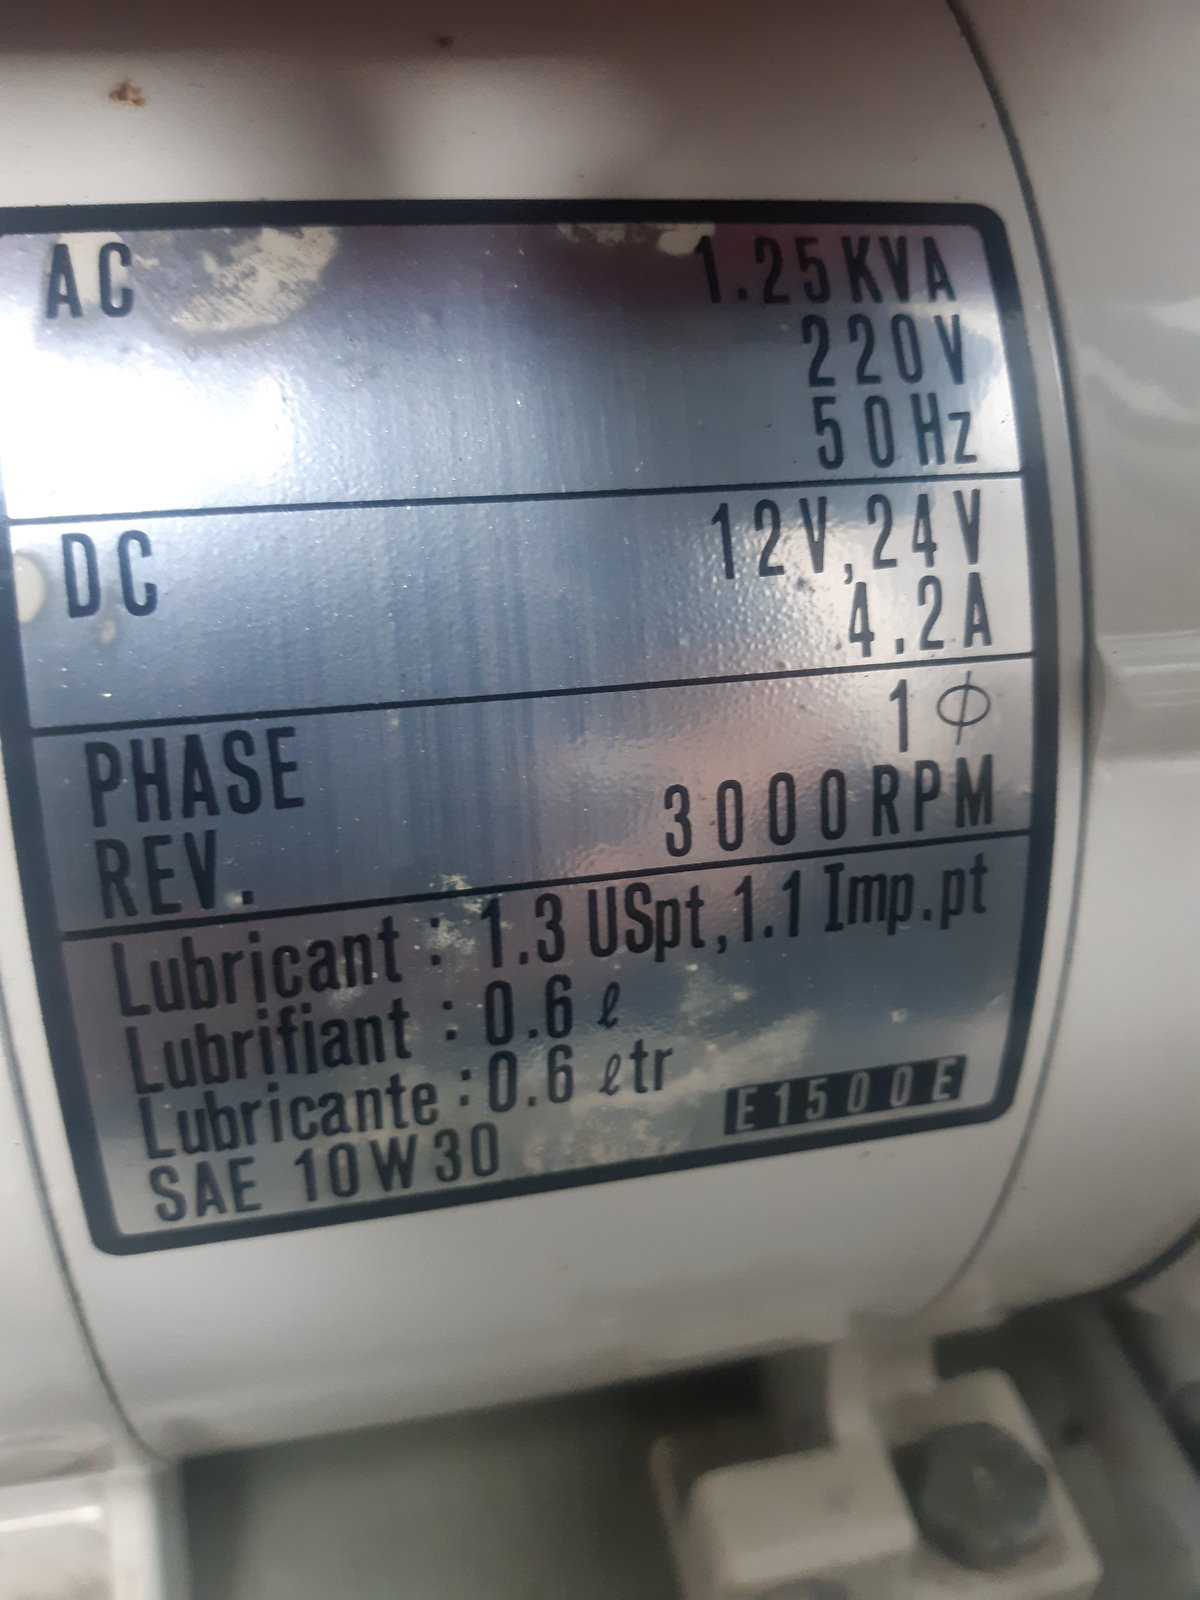 AC 1.25KVA
220V
50Hz
DC 12V,24V
4.2A
PHASE 1 ϕ
REV. 3000RPM
Lubricant : 1.3 USpt,1.1 Imp.pt
Lubrifiant : 0.6 ℓ
Lubricante : 0.6 ℓtr
SAE 10W30
E1500E